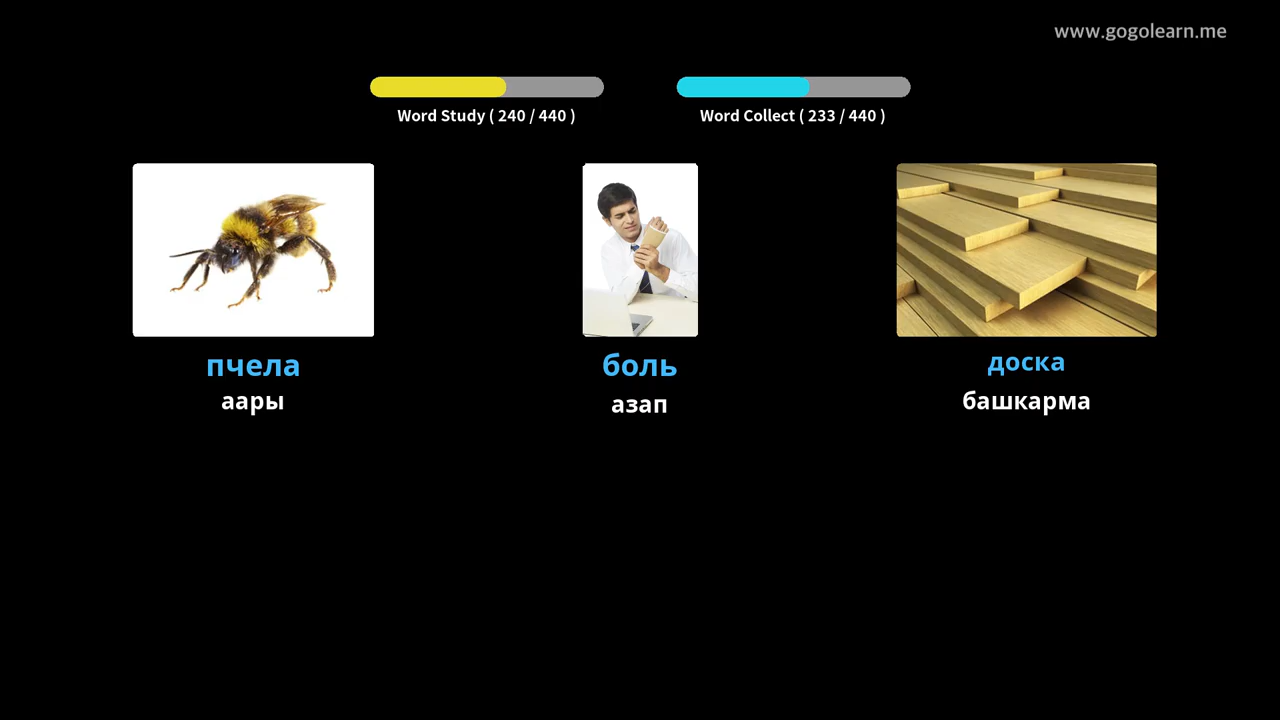 www.gogolearn.me
Word Study ( 240 / 440 )
Word Collect ( 233 / 440 )
пчела
аары
боль
азап
доска
башкарма